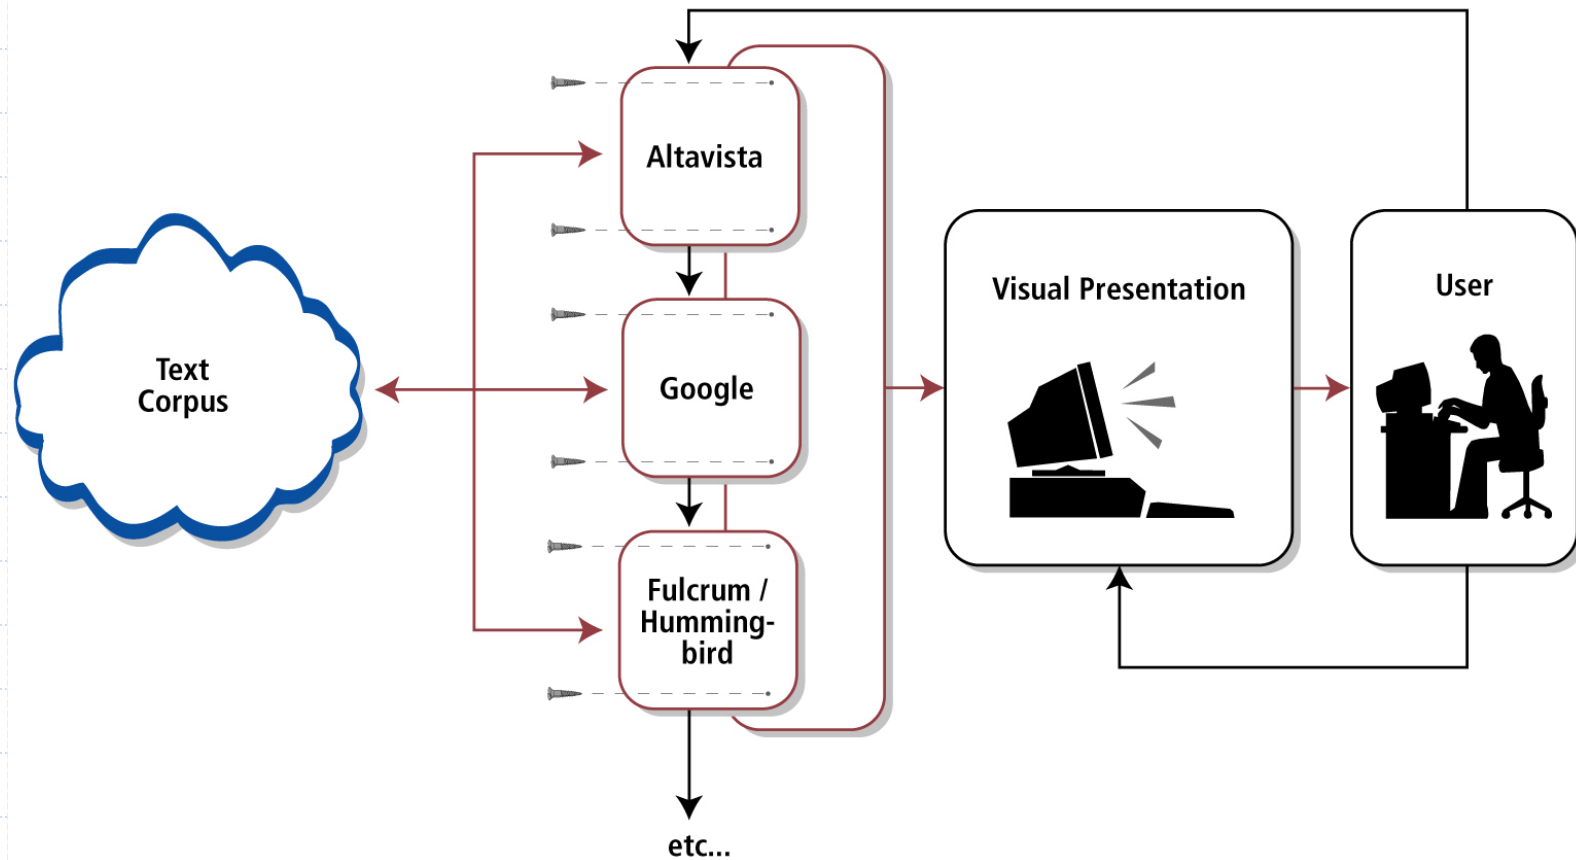 Altavista
Text
Corpus
Google
Fulcrum /
Humming-
bird
etc...
Visual Presentation
User